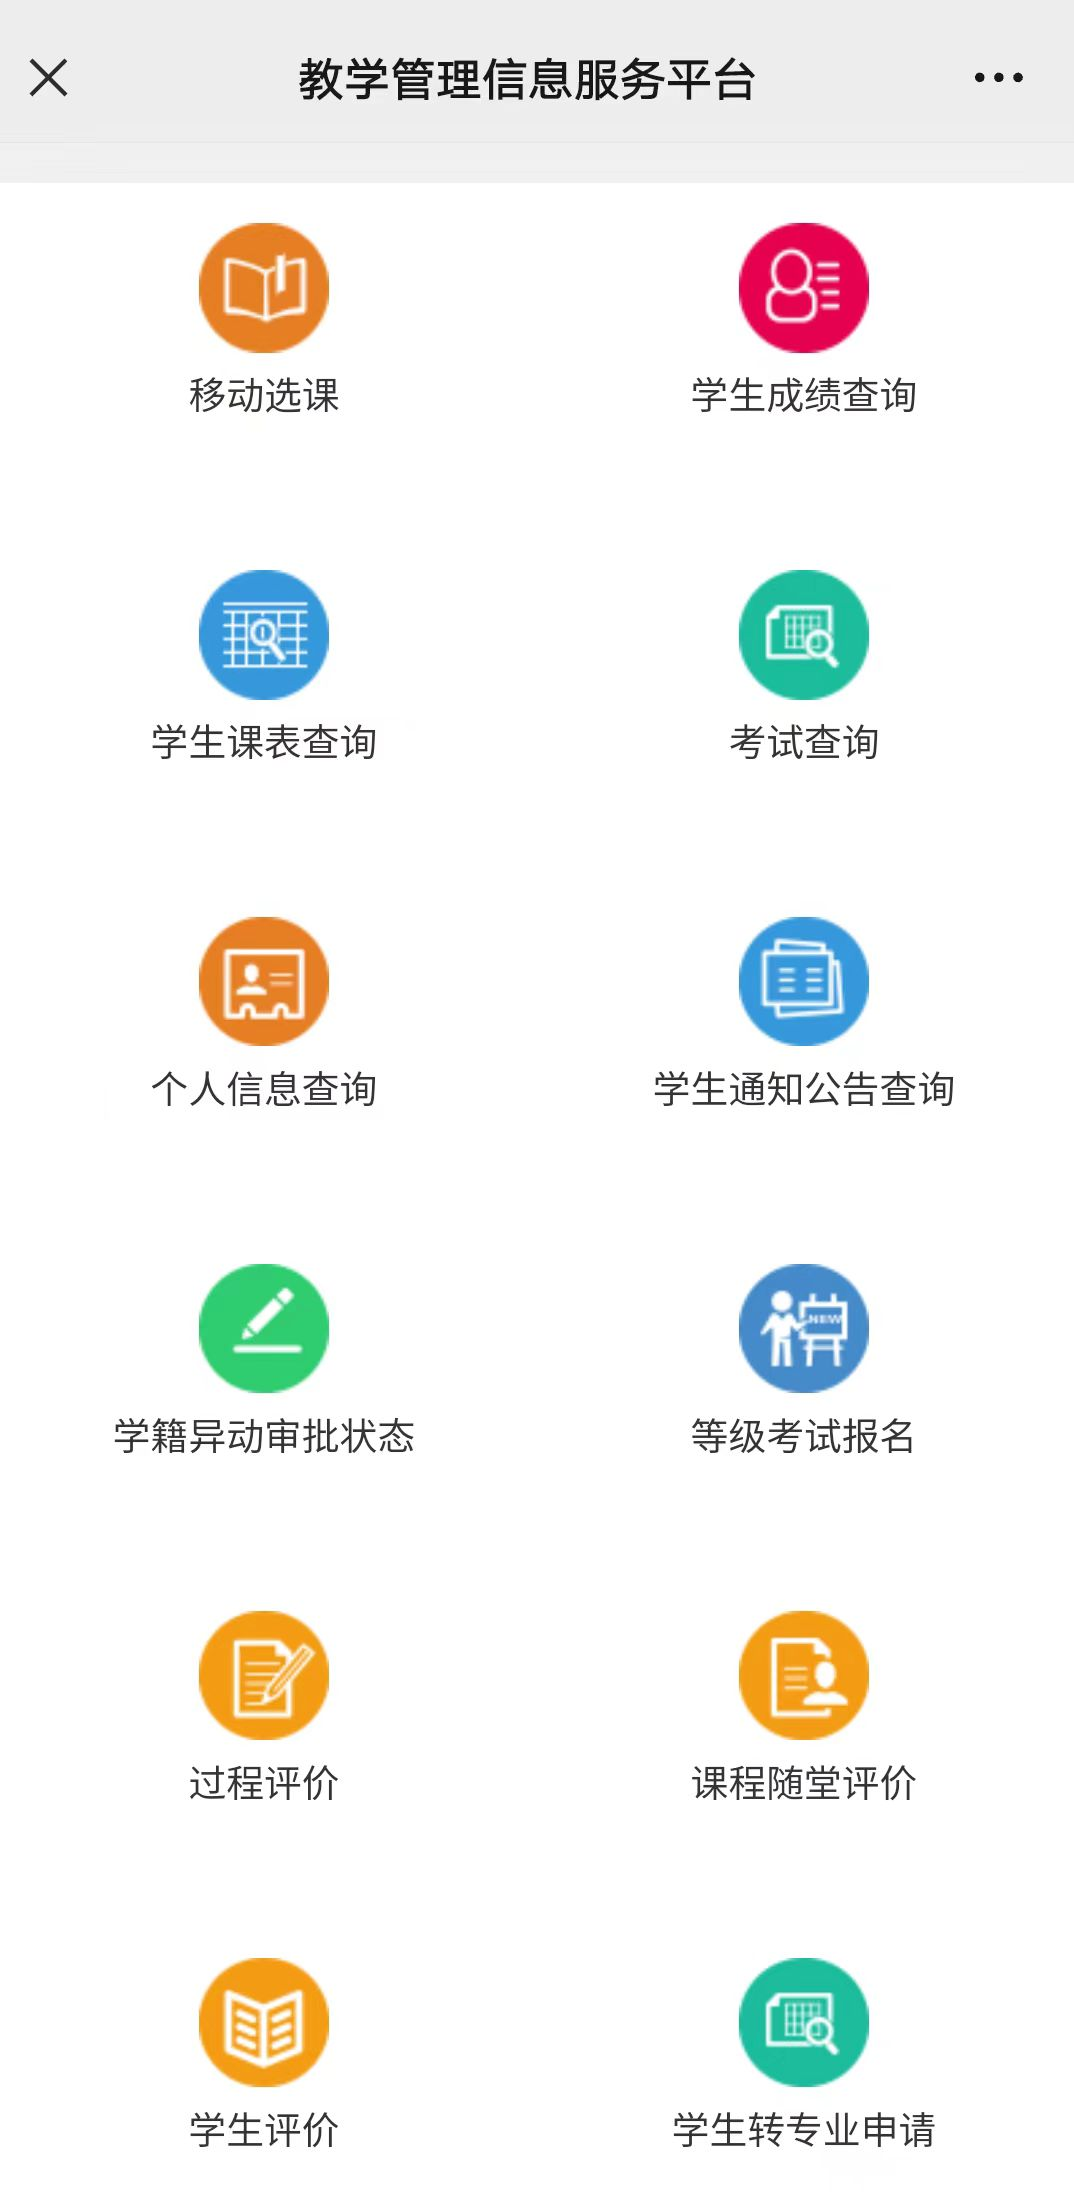 教学管理信息服务平台
移动选课
学生成绩查询
学生课表查询
考试查询
个人信息查询
学生通知公告查询
学籍异动审批状态
NEW
等级考试报名
过程评价
课程随堂评价
学生评价
学生转专业申请